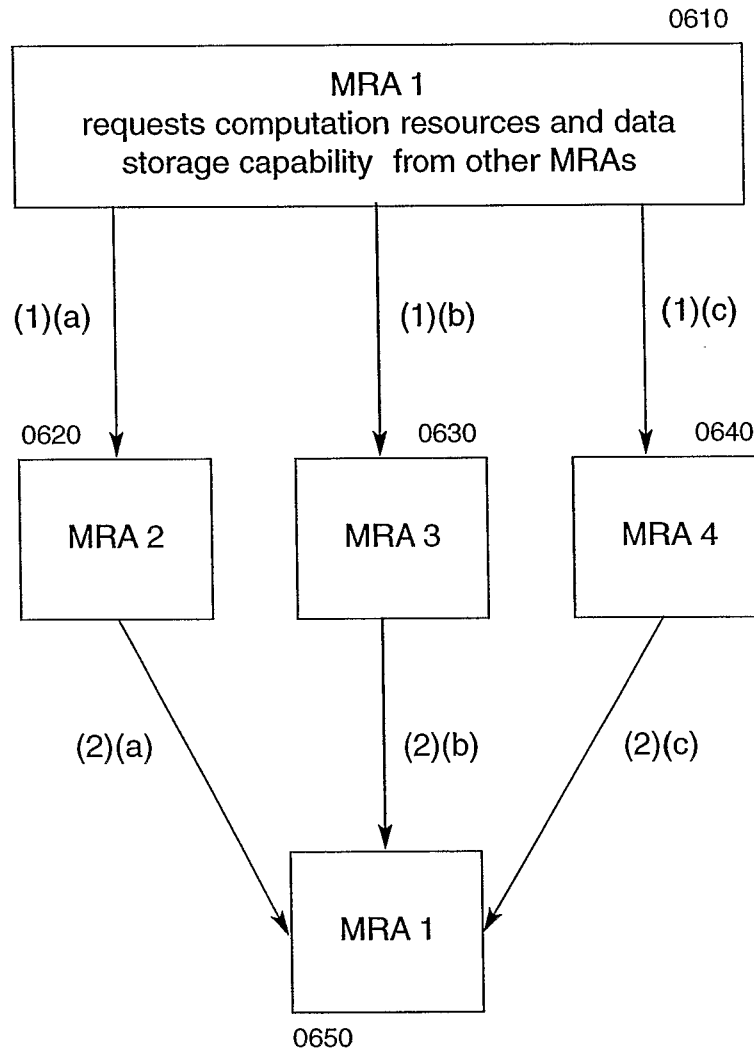 0610
MRA 1
requests computation resources and data
storage capability from other MRAs
(1)(a)
(1)(b)
(1)(c)
0620
0630
0640
MRA 2
MRA 3
MRA 4
(2)(a)
(2)(b)
(2)(c)
MRA 1
0650